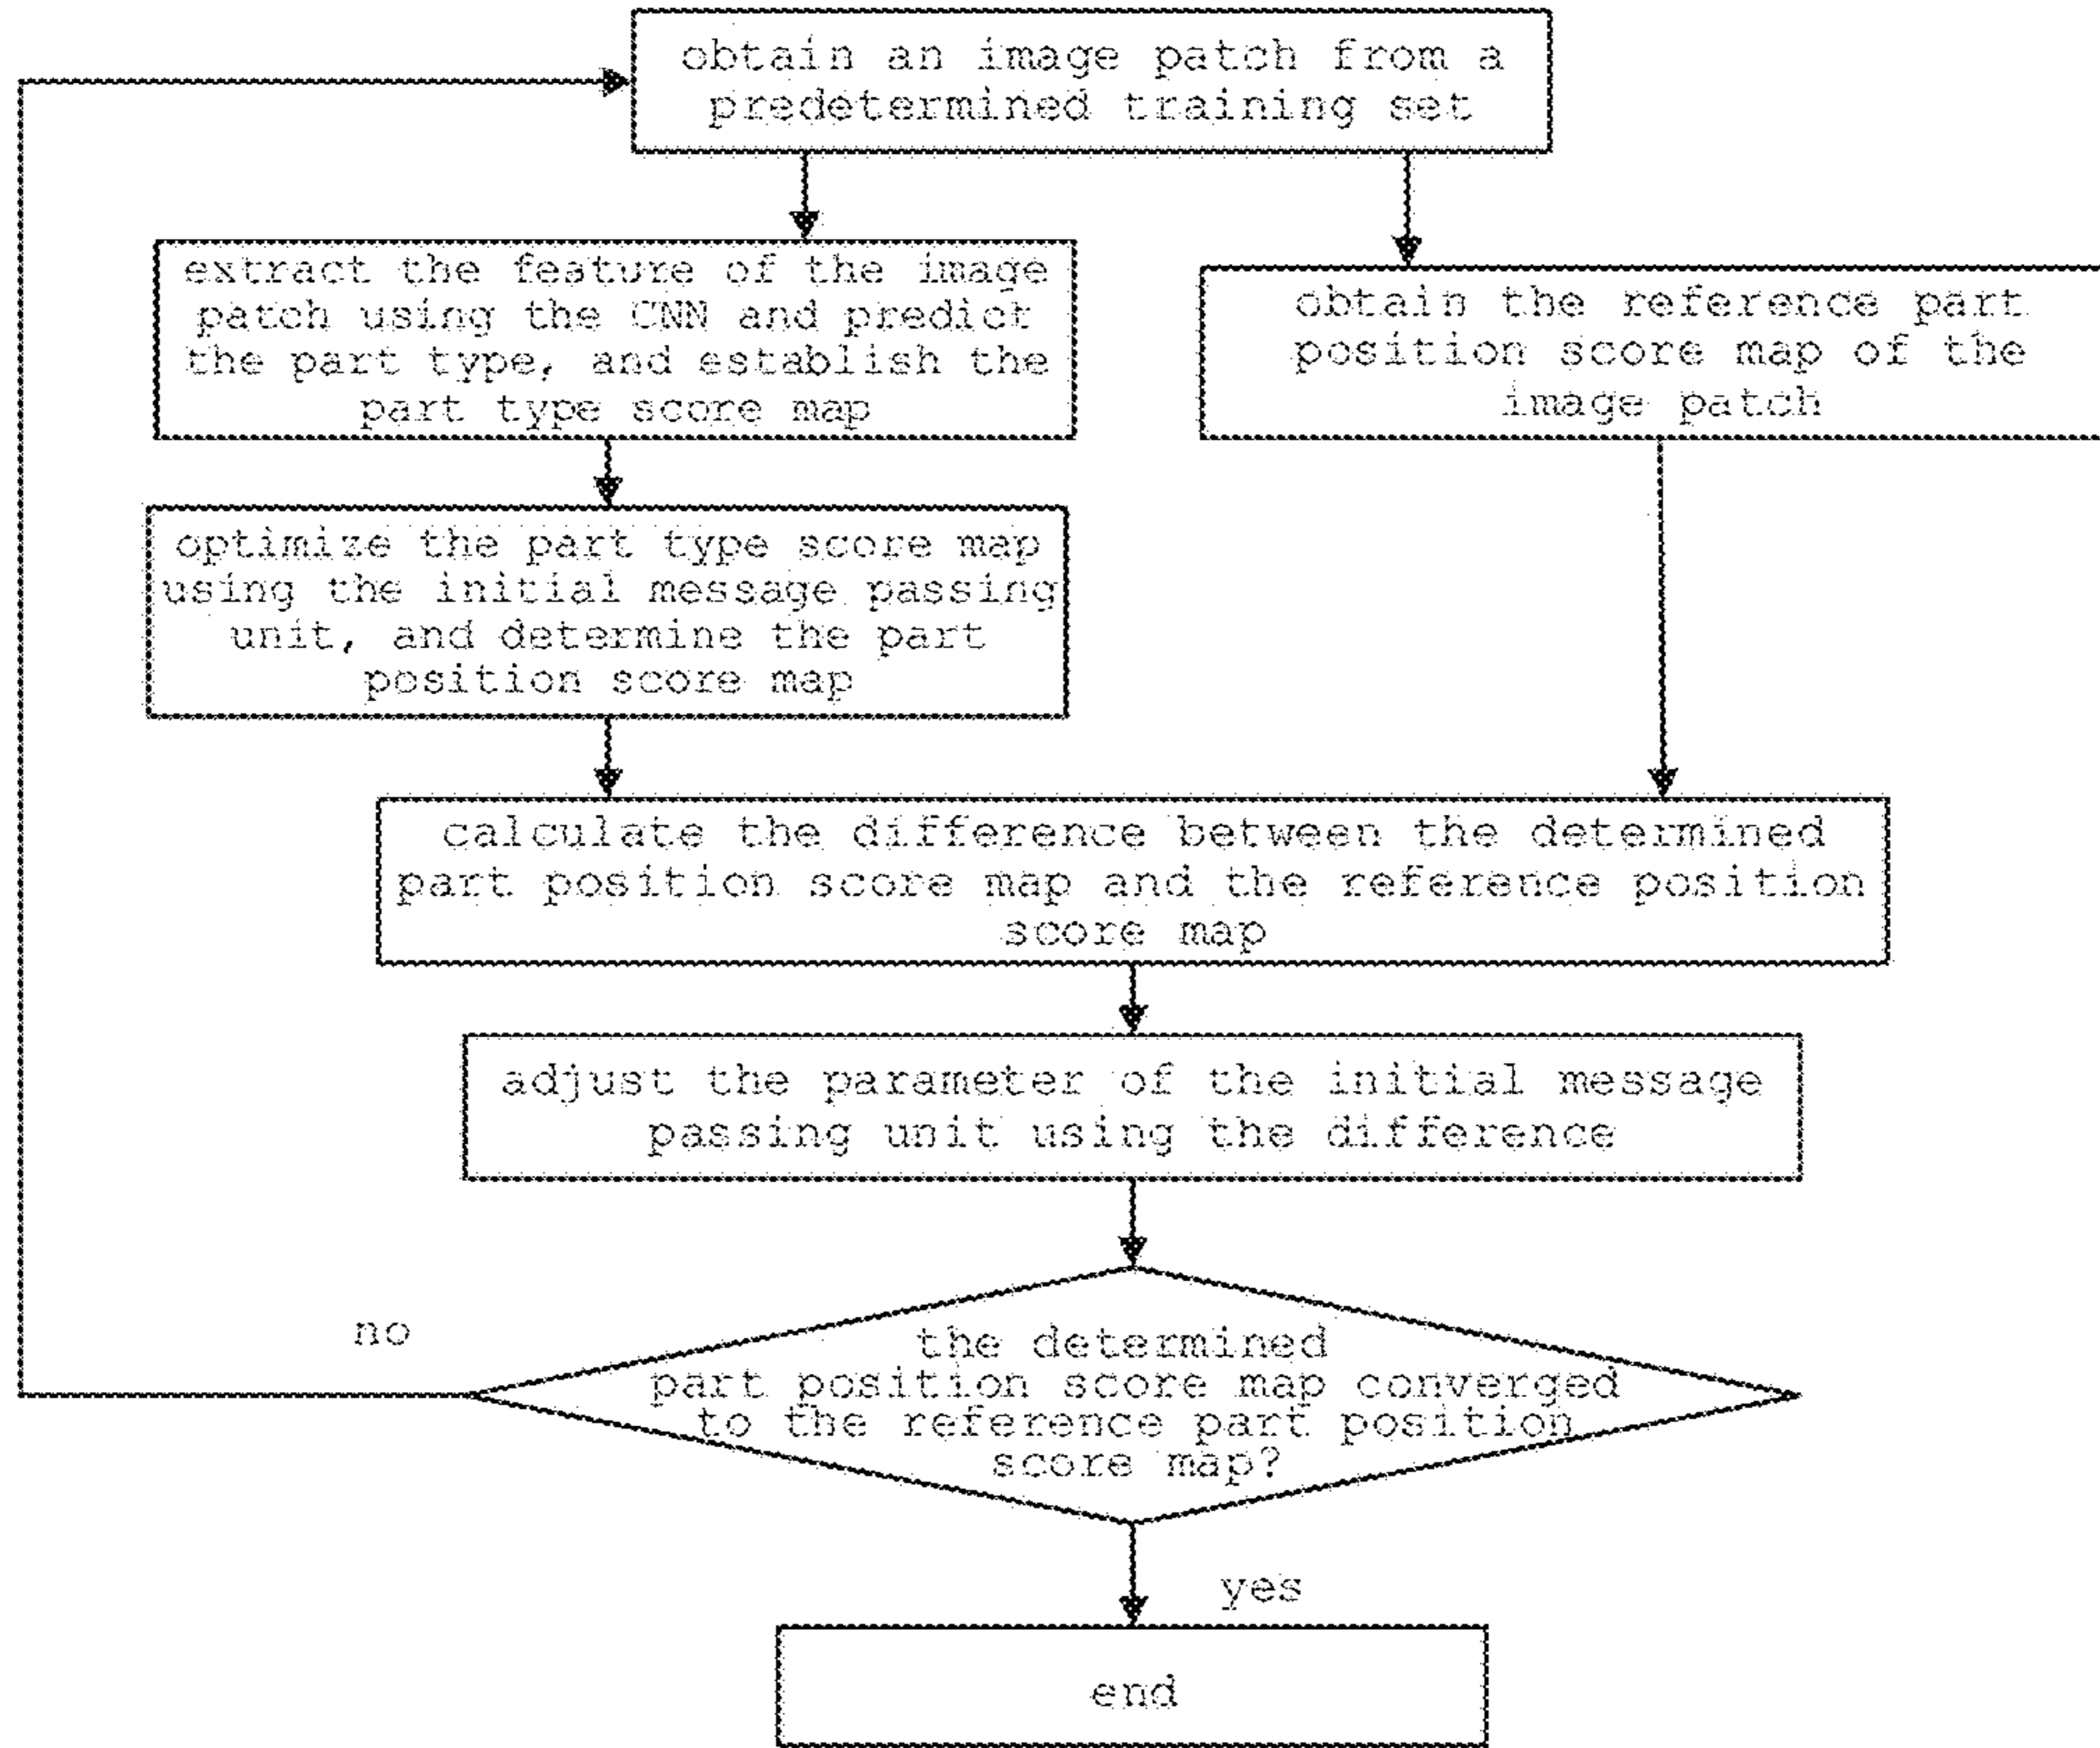 obtain an image patch from a
predetermined training set
extract the feature of the image
patch using the CNN and predict
the part type, and establish the
part type score map
obtain the reference part
position score map of the
image patch
optimize the part type score map
using the initial message passing
unit, and determine the part
position score map
calculate the difference between the determined
part position score map and the reference position
score map
adjust the parameter of the initial message
passing unit using the difference
no
the determined
part position score map converged
to the reference part position
score map?
yes
end